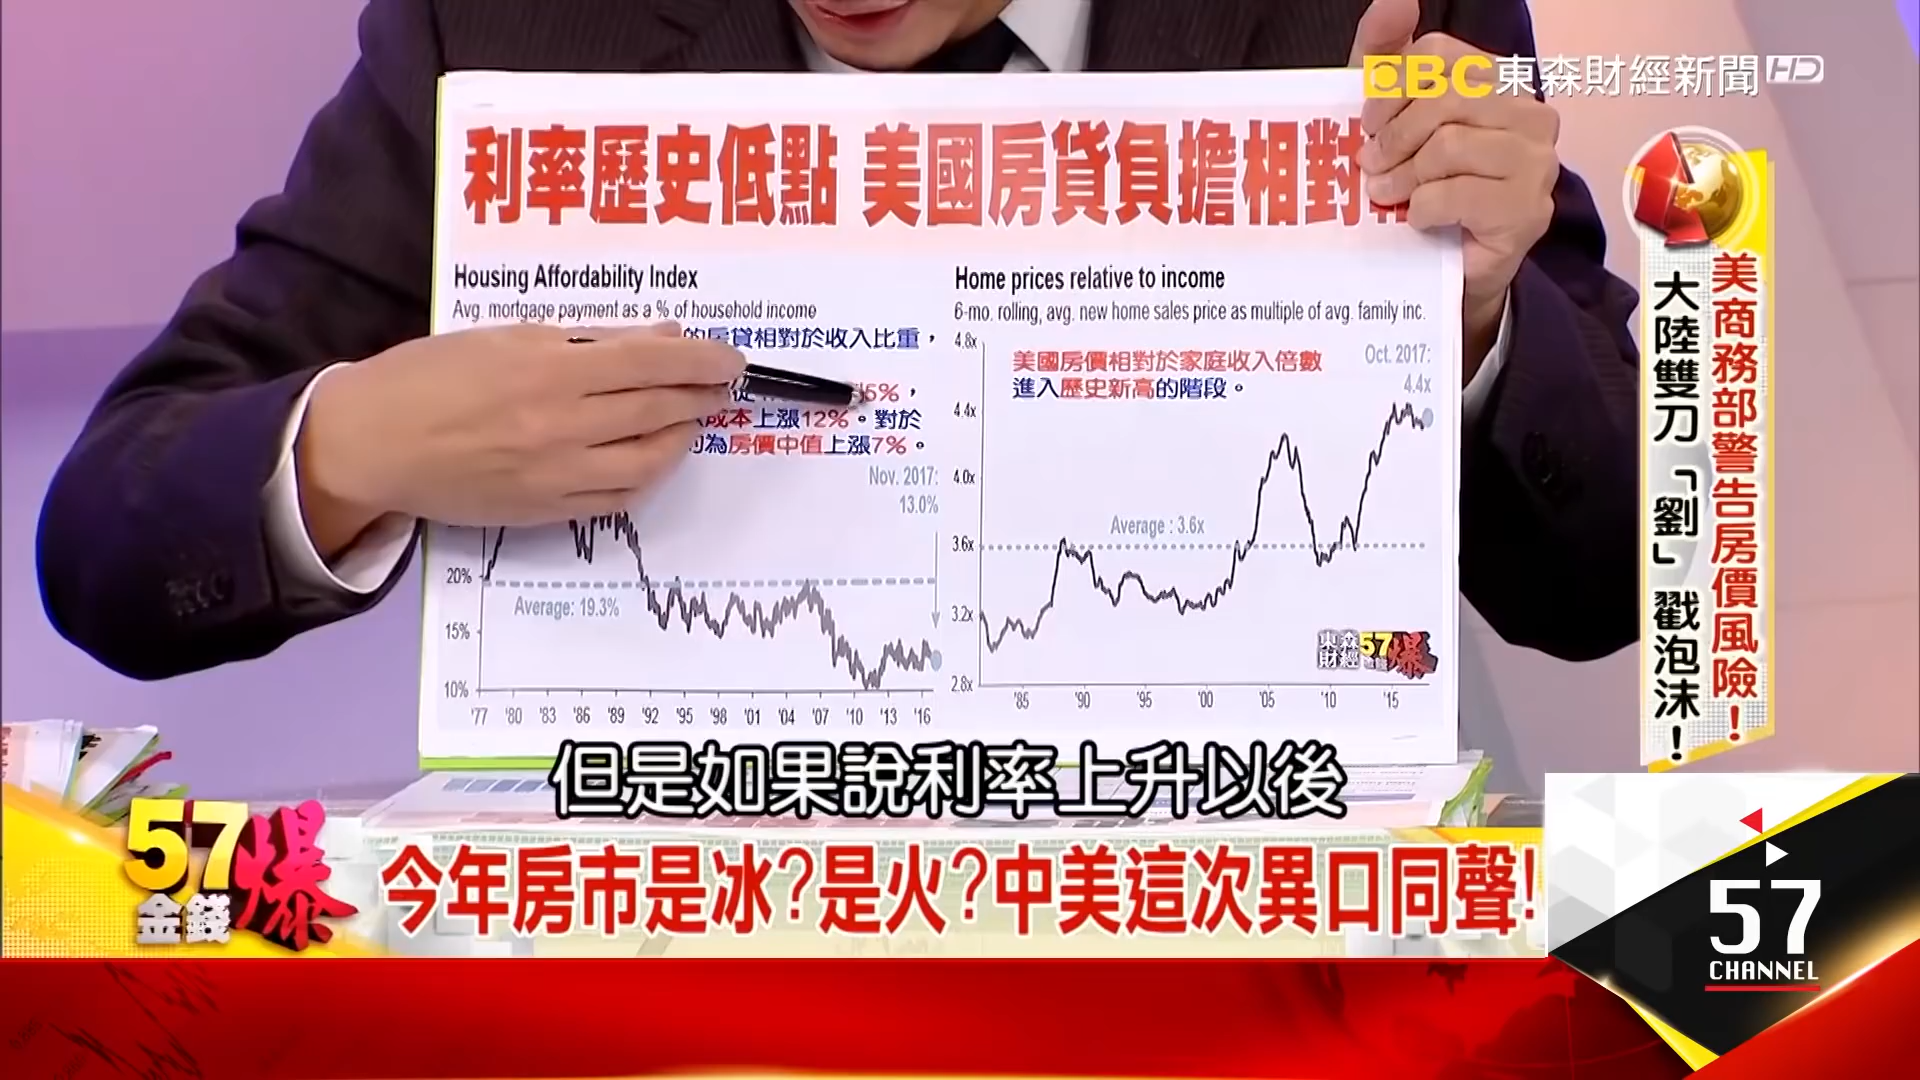 EBC東森財經新聞HD
利率歷史低點 美國房貸負擔相對
Housing Affordability Index
Avg. mortgage payment as a % of household income
的房貸相對於收入比重，
5%，
成本上漲12%。對於
為房價中值上漲7%。
Nov. 2017:
13.0%
20%
Average: 19.3%
15%
10%
'77 '80 '83 '86 '89 '92 '95 '98 '01 '04 '07 '10 '13 '16
Home prices relative to income
6-mo. rolling, avg. new home sales price as multiple of avg. family inc.
4.8x
美國房價相對於家庭收入倍數
進入歷史新高的階段。
Oct. 2017:
4.4x
4.4x
4.0x
Average : 3.6x
3.6x
3.2x
2.8x
'85 '90 '95 '00 '05 '10 '15
東森
財經
57
爆
美商務部警告房價風險！
大陸雙刀「劉」戳泡沫！
但是如果說利率上升以後
57
金錢
爆
今年房市是冰?是火?中美這次異口同聲!
57
CHANNEL